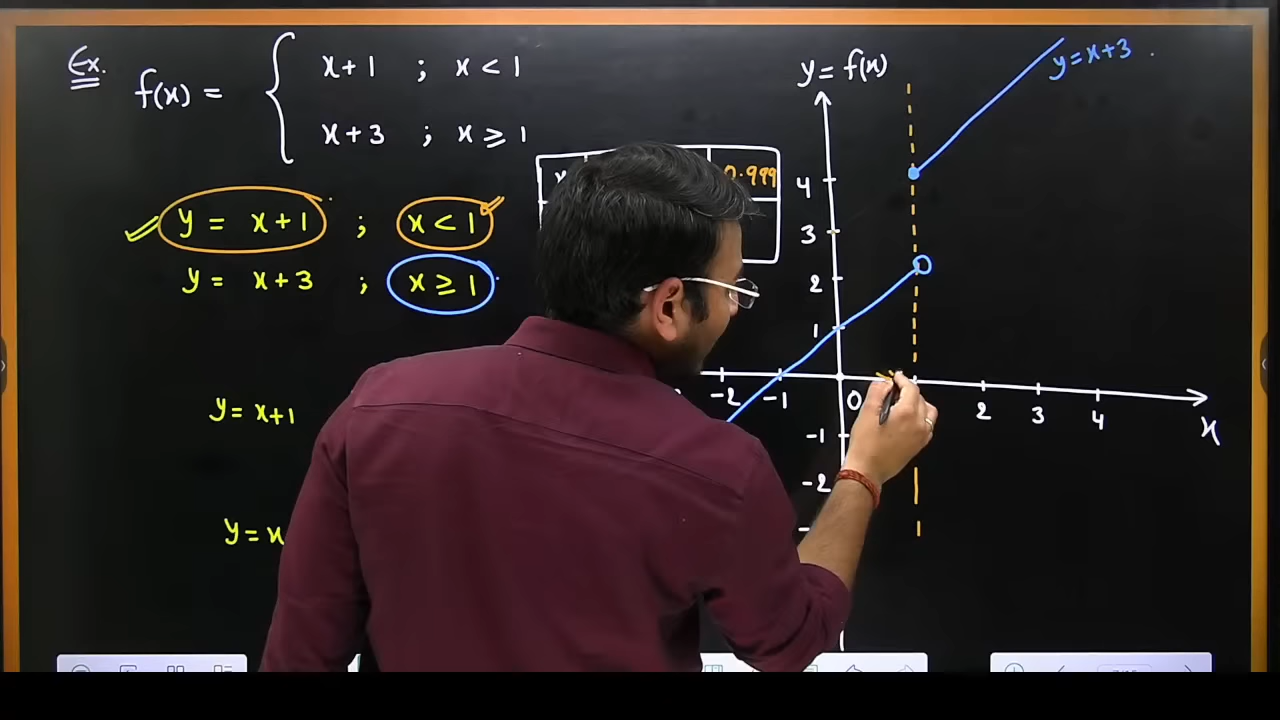 Ex.
f(x) =
x+1 ; x < 1
x+3 ; x ≥ 1
y = x+1 ; x < 1
y = x+3 ; x ≥ 1
y = x+1
y = x
0.999
y = f(x)
y = x+3
4
3
2
1
-2 -1 0 2 3 4
x
-1
-2